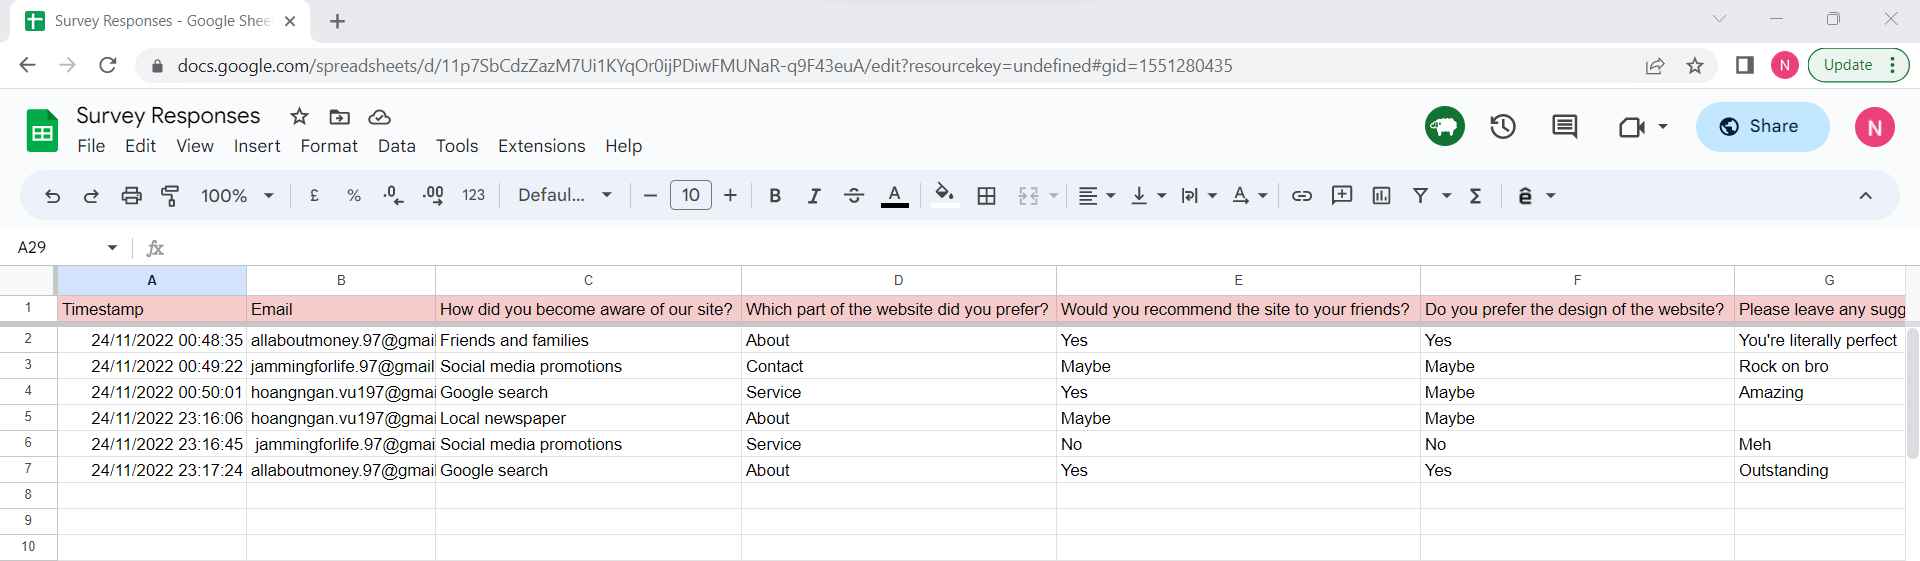 Survey Responses - Google Shee
docs.google.com/spreadsheets/d/11p7SbCdzZazM7Ui1KYqOr0ijPDiwFMUNaR-q9F43euA/edit?resourcekey=undefined#gid=1551280435
N
Update
Survey Responses
File Edit View Insert Format Data Tools Extensions Help
Share
N
100% £ % .0 .00 123 Defaul... 10 B I S A Σ ê
A29 fx
A B C D E F G
1 Timestamp Email How did you become aware of our site? Which part of the website did you prefer? Would you recommend the site to your friends? Do you prefer the design of the website? Please leave any sugg
2 24/11/2022 00:48:35 allaboutmoney.97@gmai Friends and families About Yes Yes You're literally perfect
3 24/11/2022 00:49:22 jammingforlife.97@gmail Social media promotions Contact Maybe Maybe Rock on bro
4 24/11/2022 00:50:01 hoangngan.vu197@gmai Google search Service Yes Maybe Amazing
5 24/11/2022 23:16:06 hoangngan.vu197@gmai Local newspaper About Maybe Maybe
6 24/11/2022 23:16:45 jammingforlife.97@gmai Social media promotions Service No No Meh
7 24/11/2022 23:17:24 allaboutmoney.97@gmai Google search About Yes Yes Outstanding
8
9
10